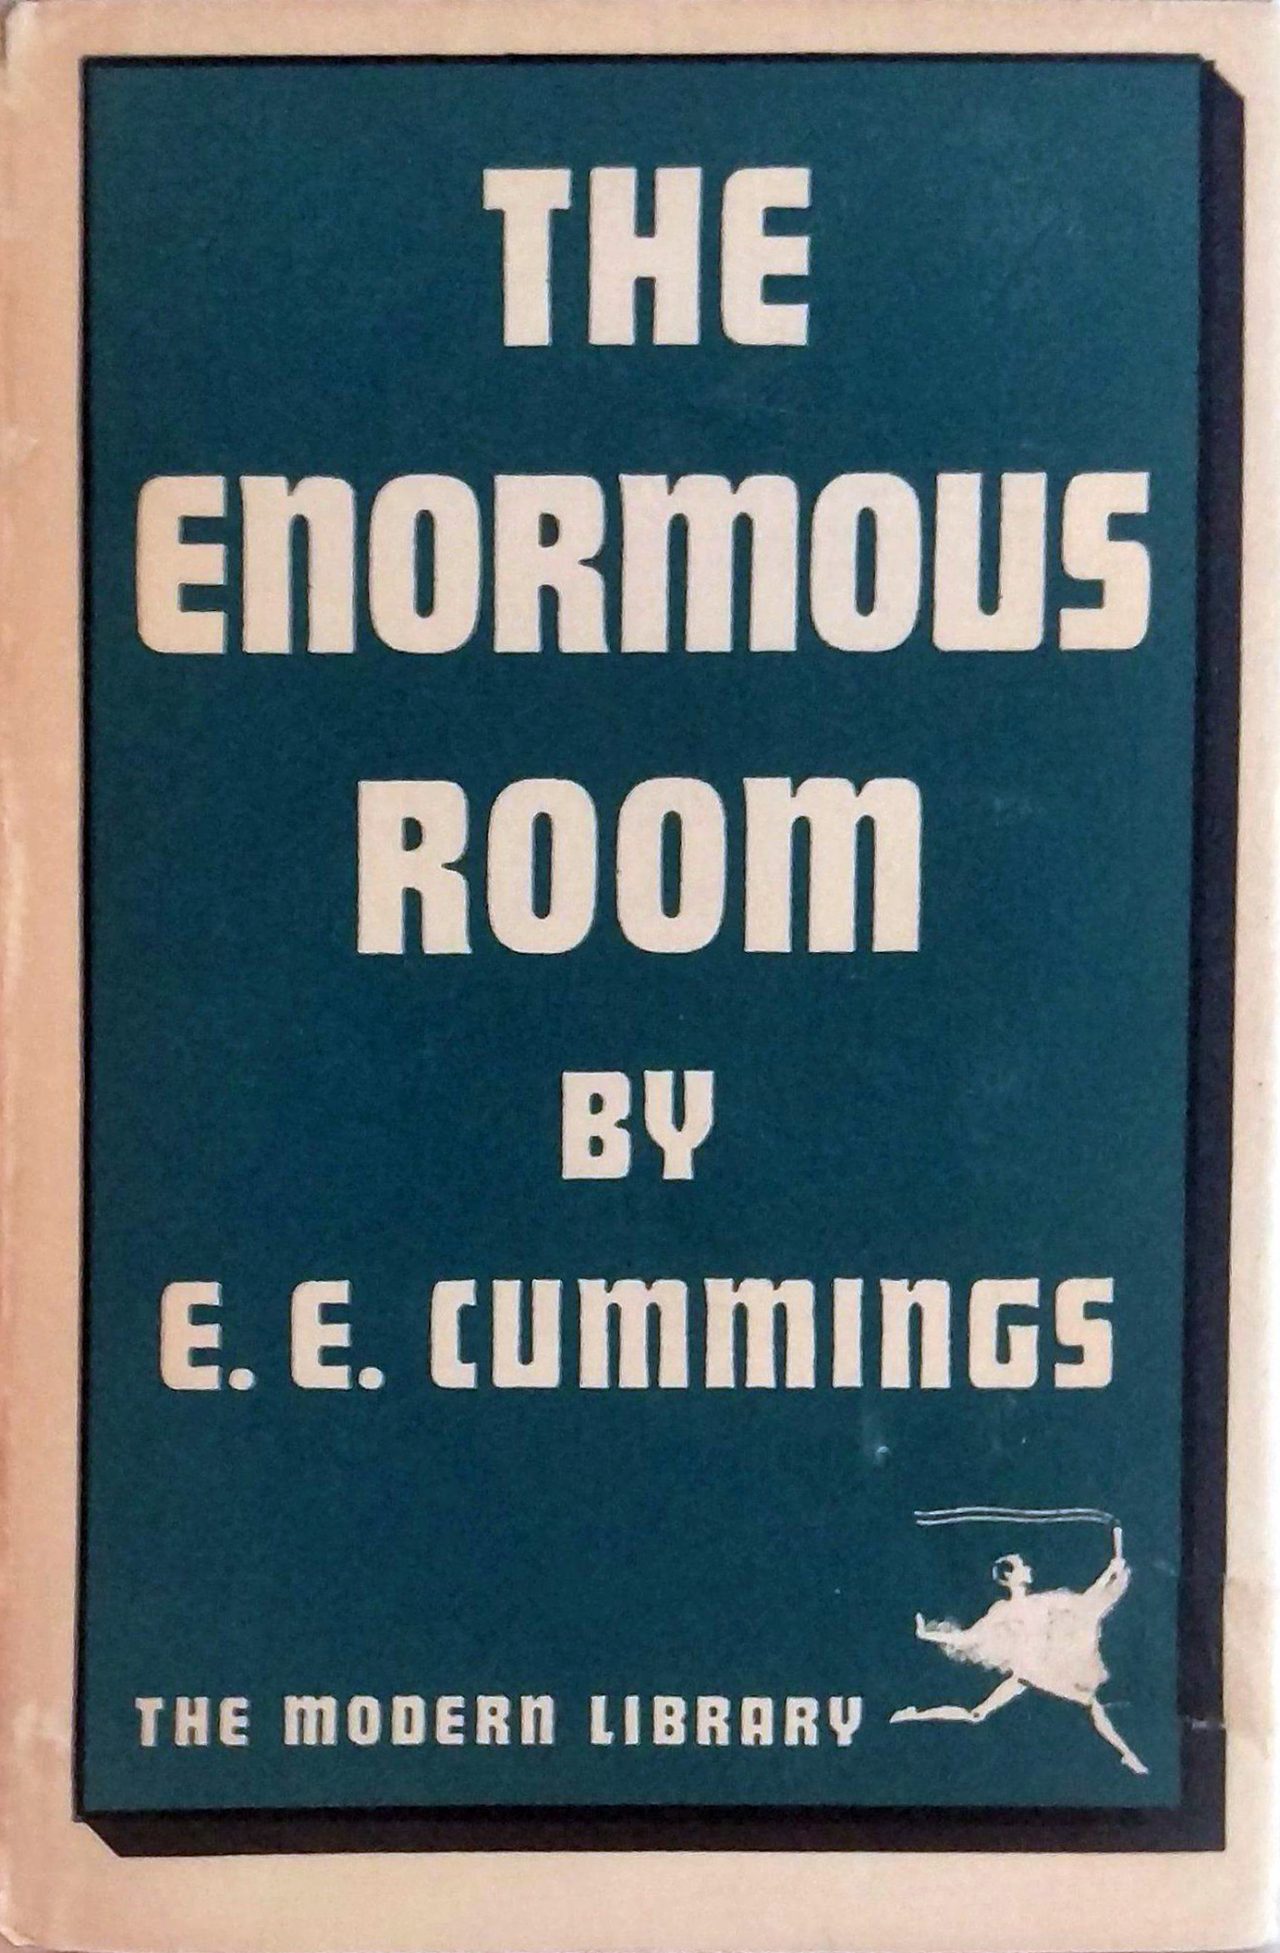 THE
ENORMOUS
ROOM
BY
E. E. CUMMINGS
THE MODERN LIBRARY